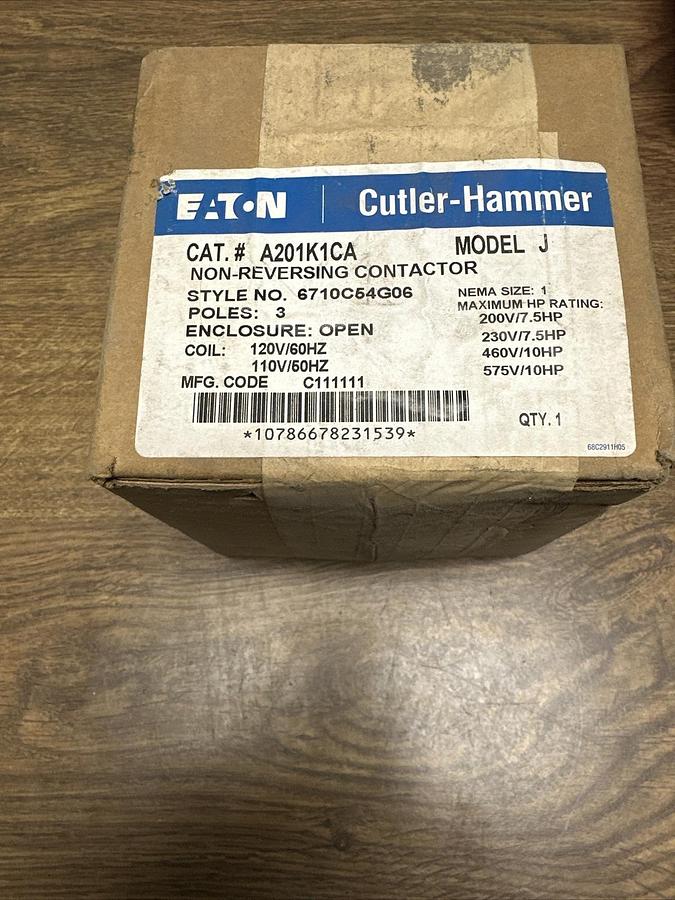 EATON | Cutler-Hammer
CAT. # A201K1CA MODEL J
NON-REVERSING CONTACTOR
STYLE NO. 6710C54G06
POLES: 3
ENCLOSURE: OPEN
COIL: 120V/60HZ
110V/50HZ
MFG. CODE C111111
NEMA SIZE: 1
MAXIMUM HP RATING:
200V/7.5HP
230V/7.5HP
460V/10HP
575V/10HP
*10786678231539*
QTY. 1
68C2911H05